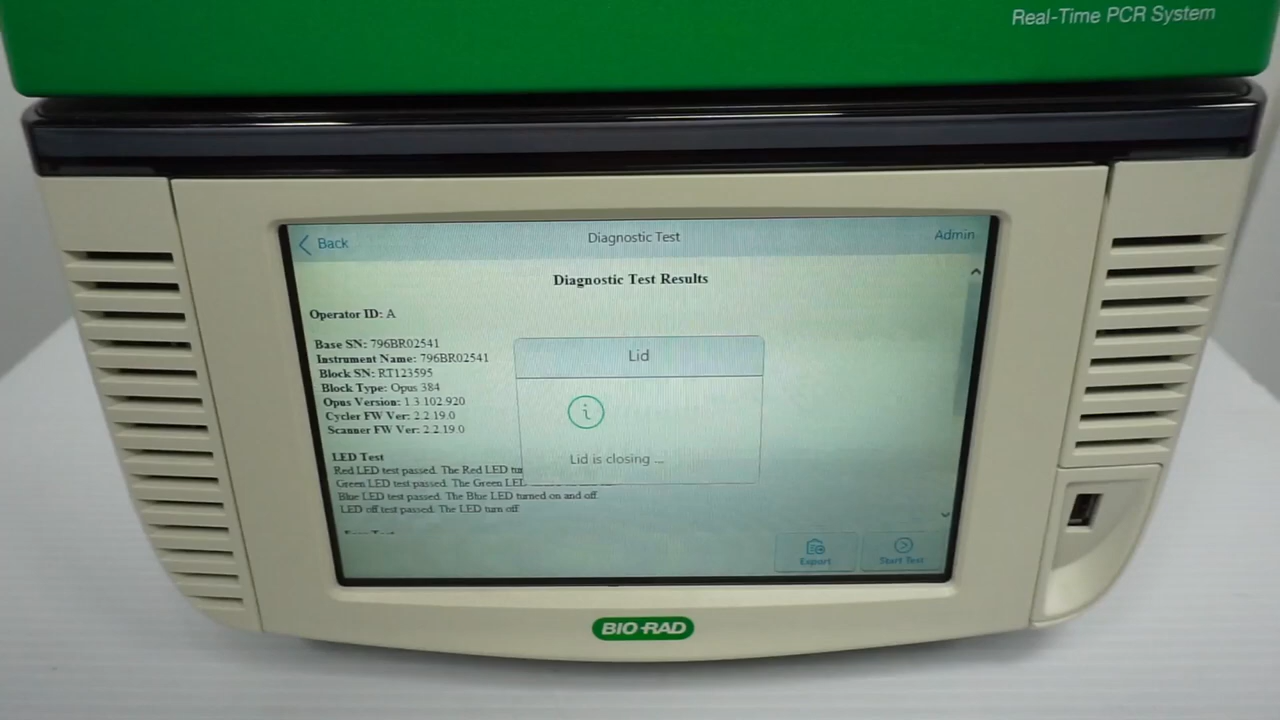 Real-Time PCR System
Back
Diagnostic Test
Admin
Diagnostic Test Results
Operator ID: A
Base SN: 796BR02541
Instrument Name: 796BR02541
Block SN: RT123595
Block Type: Opus 384
Opus Version: 1.3.102.920
Cycler FW Ver: 2.2.19.0
Scanner FW Ver: 2.2.19.0
Lid
i
Lid is closing ...
LED Test
Red LED test passed. The Red LED
Green LED test passed. The Green LED
Blue LED test passed. The Blue LED turned on and off.
LED off test passed. The LED turn off
Export
Start Test
BIO-RAD